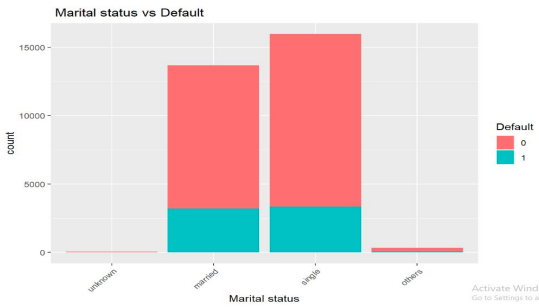 Marital status vs Default
15000
10000
5000
0
count
unknown
married
single
others
Marital status
Default
0
1
Activate Wind
Go to Settings to a